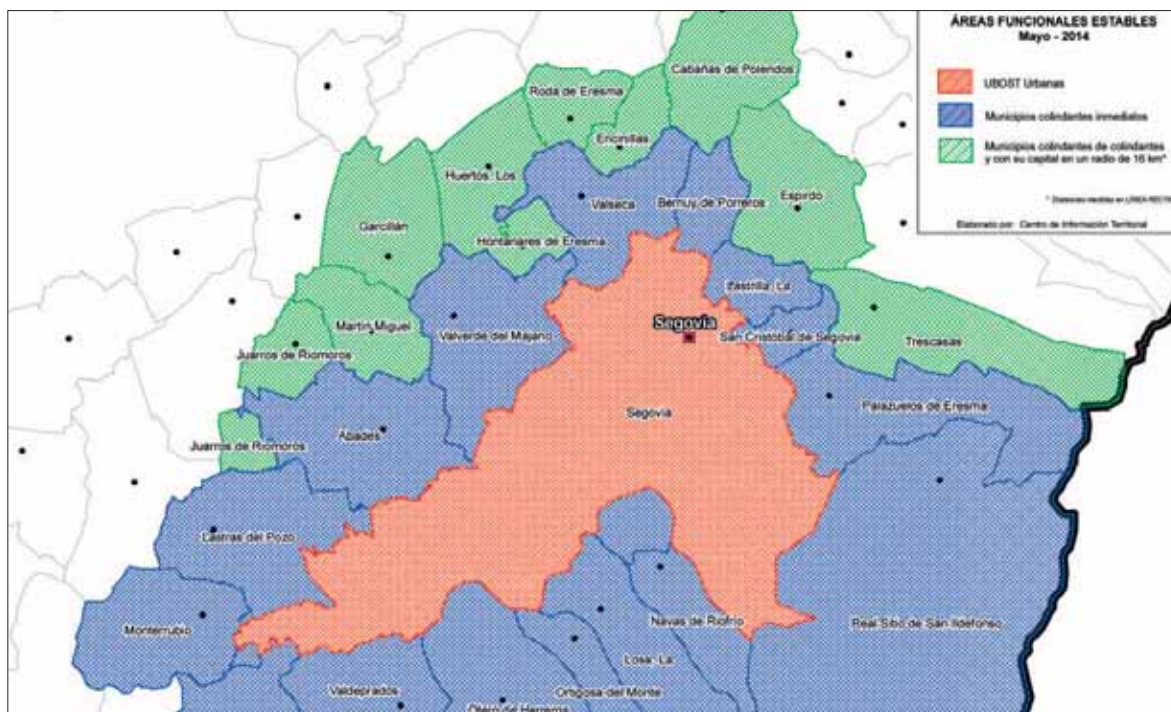 ÁREAS FUNCIONALES ESTABLES
Mayo - 2014
UBOST Urbanas
Municipios colindantes inmediatos
Municipios colindantes de colindantes
y con su capital en un radio de 16 km*
Elaborado por: Centro de Información Territorial
Cabañas de Polendos
Roda de Eresma
Encinillas
Huertos. Los
Valseca
Bernuy de Porreros
Espirdo
Garcillán
Hontanares de Eresma
Lastrilla. La
Segovia
Martín Miguel
Valverde del Majano
San Cristóbal de Segovia
Trescasas
Juarros de Riomoros
Segovia
Palazuelos de Eresma
Abades
Juarros de Riomoros
Lastras del Pozo
Monterrubio
Navas de Riofrío
Real Sitio de San Ildefonso
Losa. La
Valdeprados
Ortigosa del Monte
Otero de Herreros